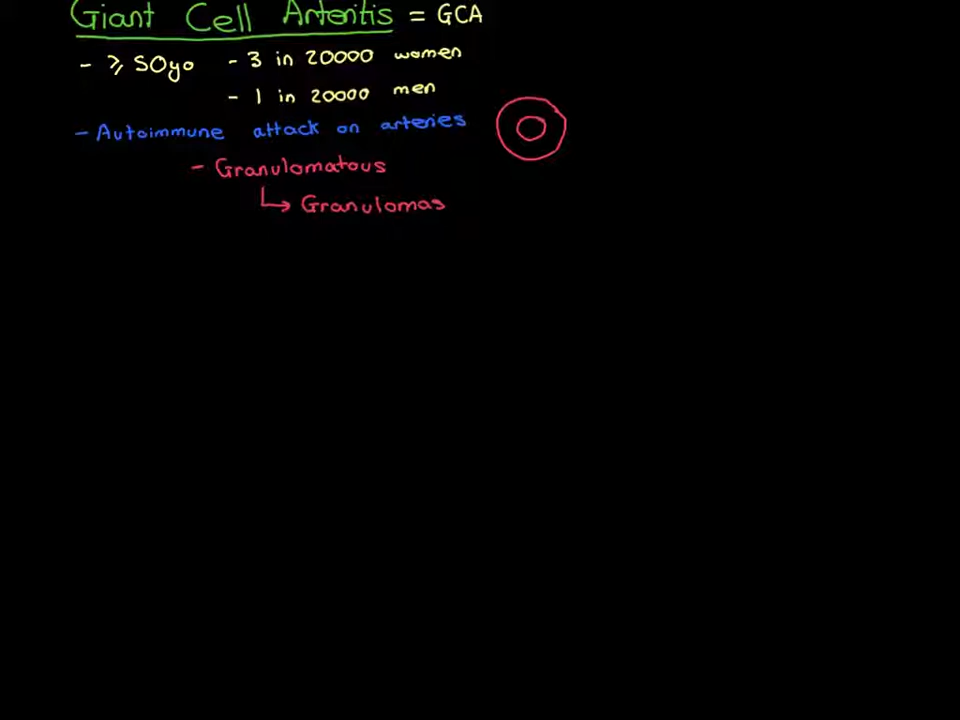 Giant Cell Arteritis = GCA
- ⩾ 50yo - 3 in 20000 women
- 1 in 20000 men
- Autoimmune attack on arteries
- Granulomatous
↳ Granulomas